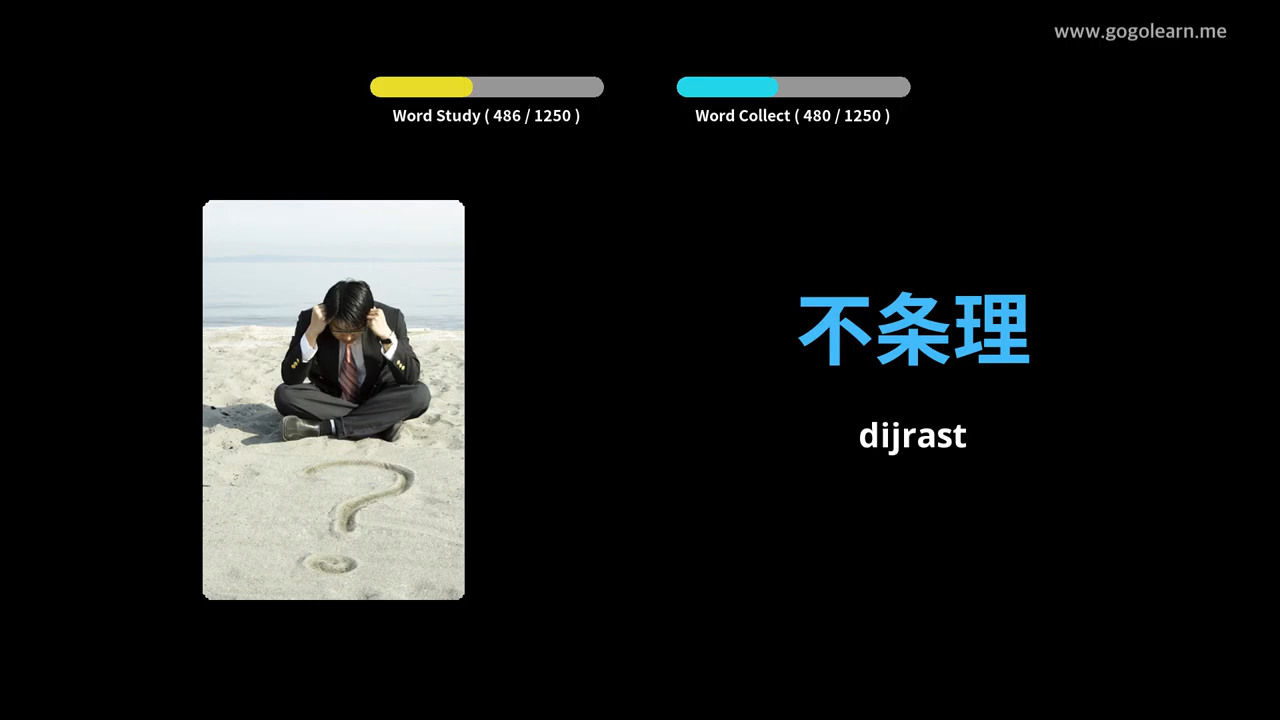 www.gogolearn.me
Word Study ( 486 / 1250 )
Word Collect ( 480 / 1250 )
不条理
dijrast
?